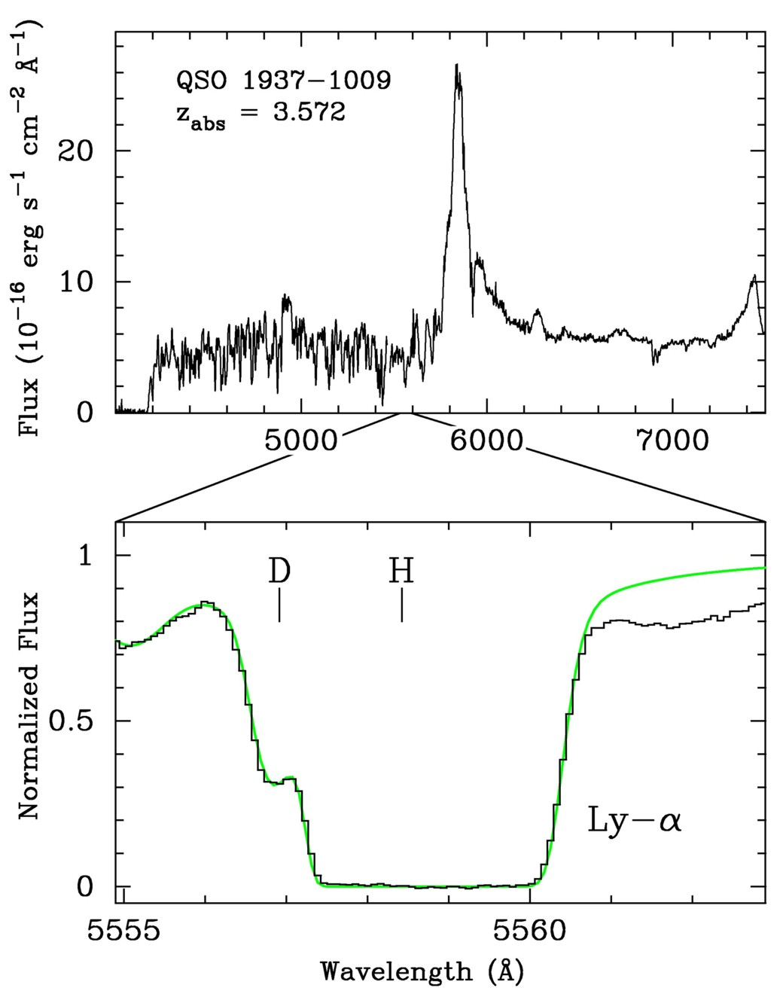 QSO 1937−1009
z_abs = 3.572
20
10
0
Flux (10^−16 erg s^−1 cm^−2 Å^−1)
5000 6000 7000
D H
1
0.5
0
Normalized Flux
Ly−α
5555 5560
Wavelength (Å)